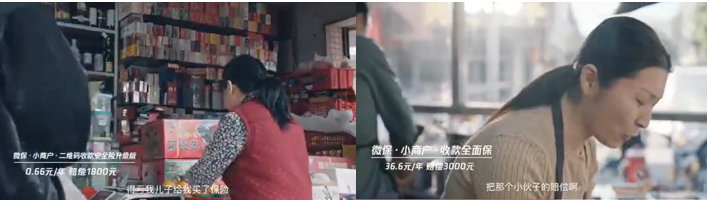 微保·小商户·二维码收款安全险升级版
0.66元/年 赔偿1800元
得亏我儿子给我买了保险
微保·小商户·收款全面保
36.6元/年 赔偿3000元
把那个小伙子的赔偿啊